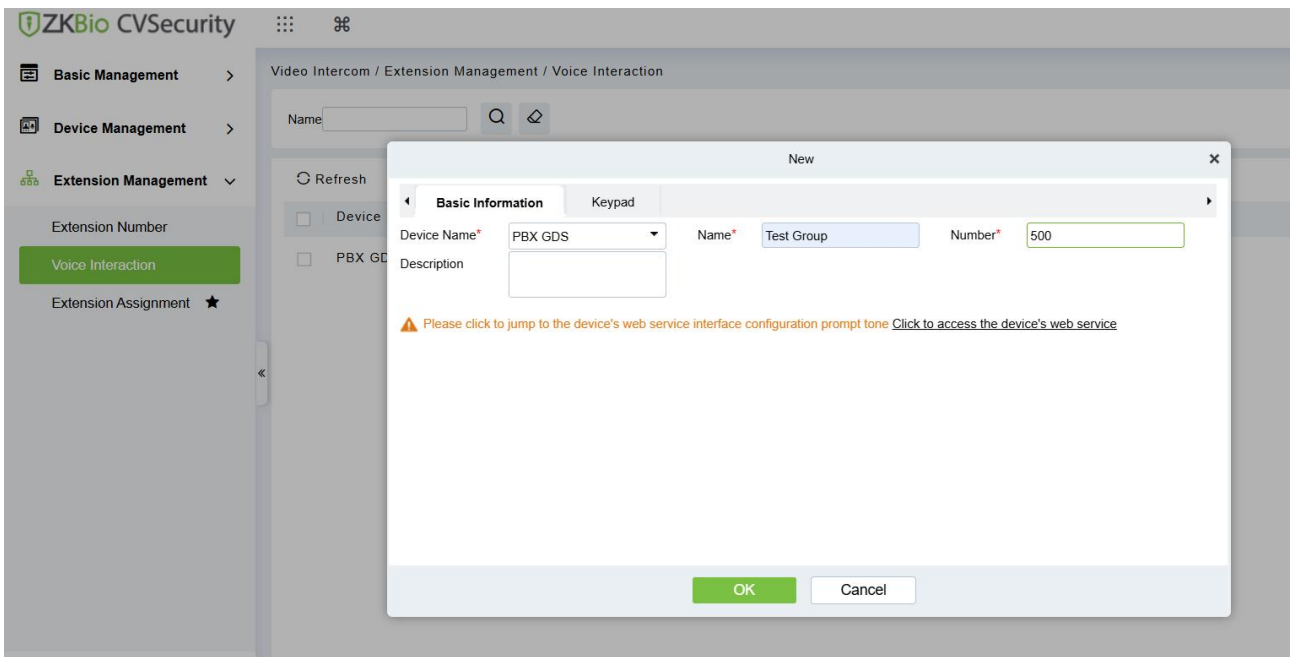 ZKBio CVSecurity
Basic Management
Device Management
Extension Management
Extension Number
Voice Interaction
Extension Assignment
Video Intercom / Extension Management / Voice Interaction
Name
Refresh
Device
PBX GD
New
Basic Information Keypad
Device Name* PBX GDS Name* Test Group Number* 500
Description
Please click to jump to the device's web service interface configuration prompt tone Click to access the device's web service
OK Cancel